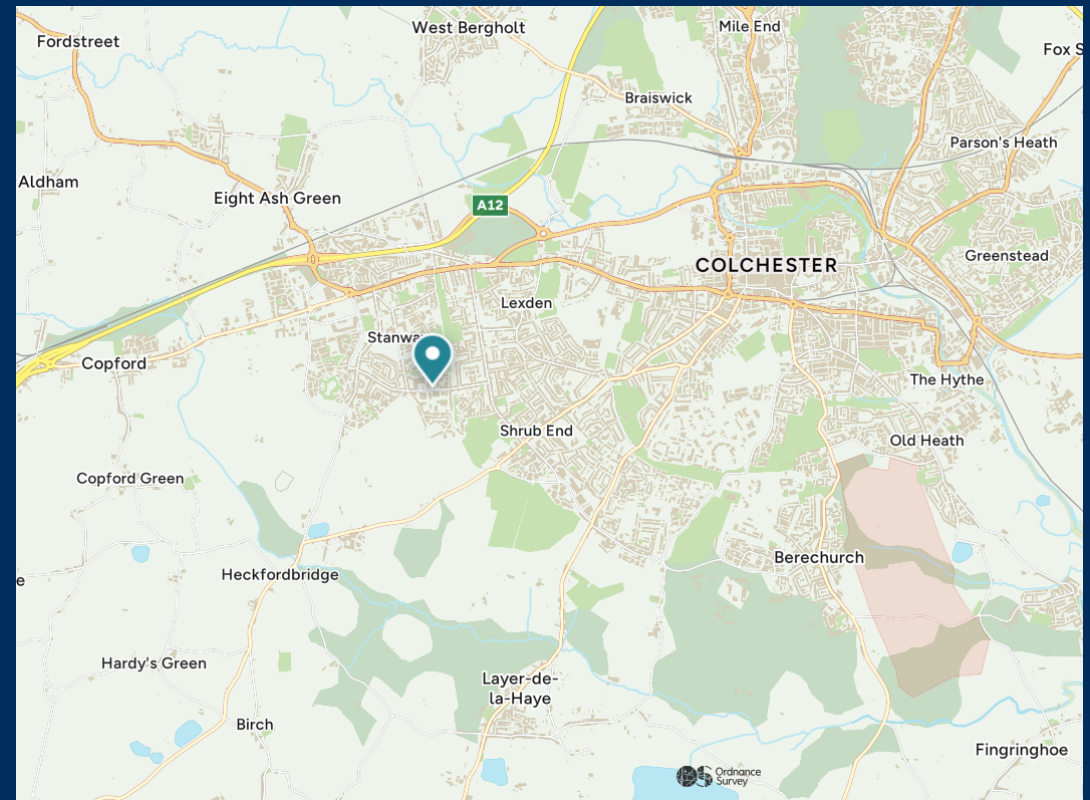 West Bergholt
Mile End
Fordstreet
Fox S
Braiswick
Parson's Heath
Aldham
Eight Ash Green
A12
Greenstead
COLCHESTER
Lexden
Stanwa
Copford
The Hythe
Shrub End
Old Heath
Copford Green
Berechurch
Heckfordbridge
e
Hardy's Green
Layer-de-
la-Haye
Birch
Fingringhoe
OS Ordnance
Survey